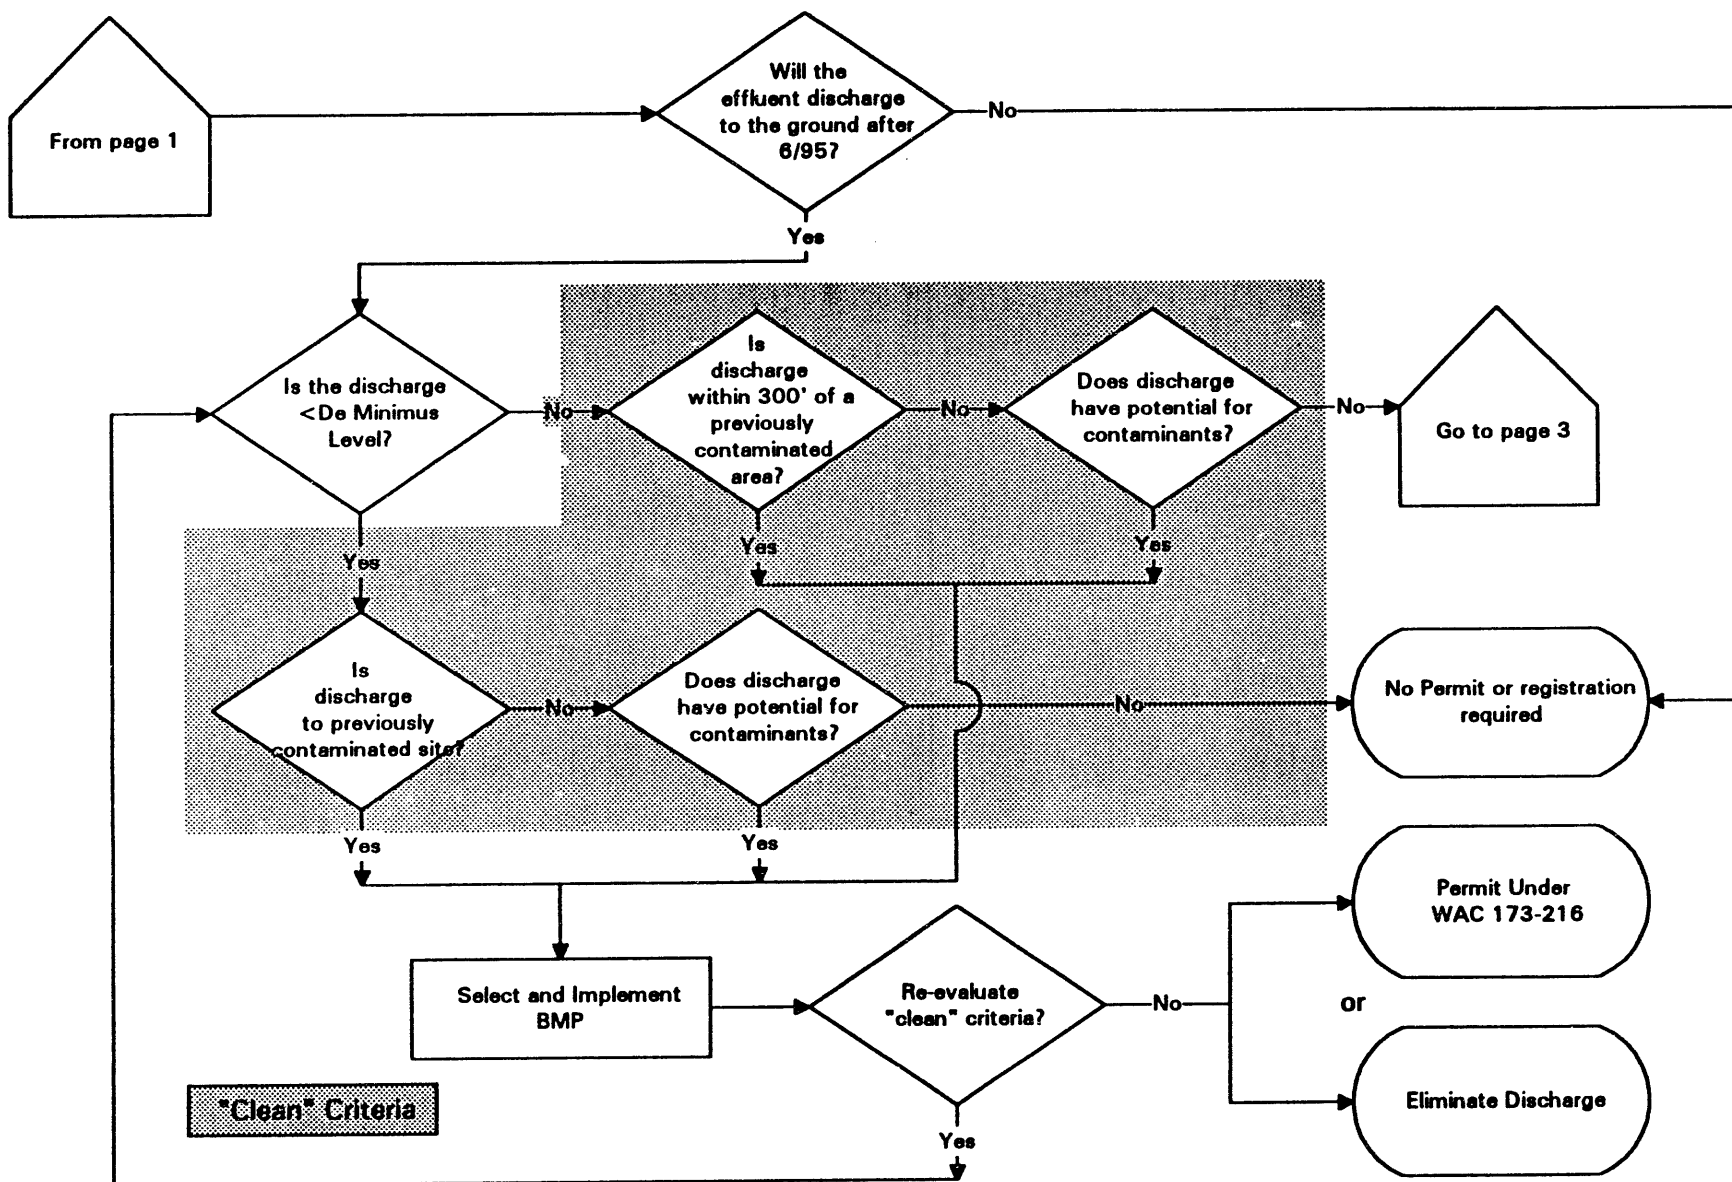 Will the
effluent discharge
to the ground after
6/95?
No
From page 1
Yes
Is the discharge
<De Minimus
Level?
No
Is
discharge
within 300' of a
previously
contaminated
area?
No
Does discharge
have potential for
contaminants?
No
Go to page 3
Yes
Yes
Yes
Is
discharge
to previously
contaminated site?
No
Does discharge
have potential for
contaminants?
No
No Permit or registration
required
Yes
Yes
Permit Under
WAC 173-216
Select and Implement
BMP
Re-evaluate
"clean" criteria?
No
or
"Clean" Criteria
Eliminate Discharge
Yes